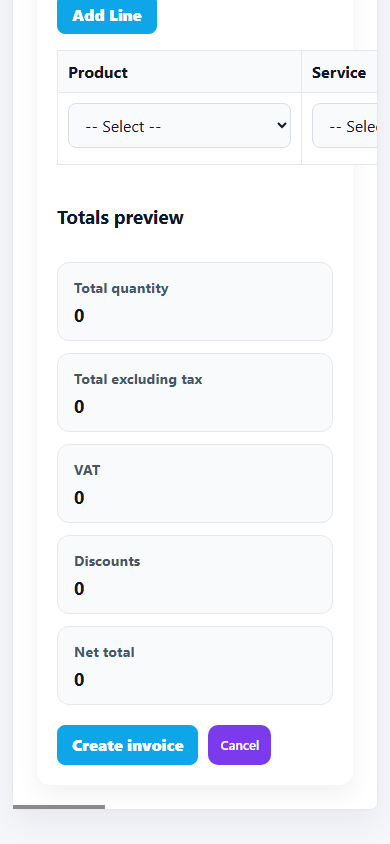 Add Line
Product Service
-- Select -- -- Sele
Totals preview
Total quantity
0
Total excluding tax
0
VAT
0
Discounts
0
Net total
0
Create invoice Cancel